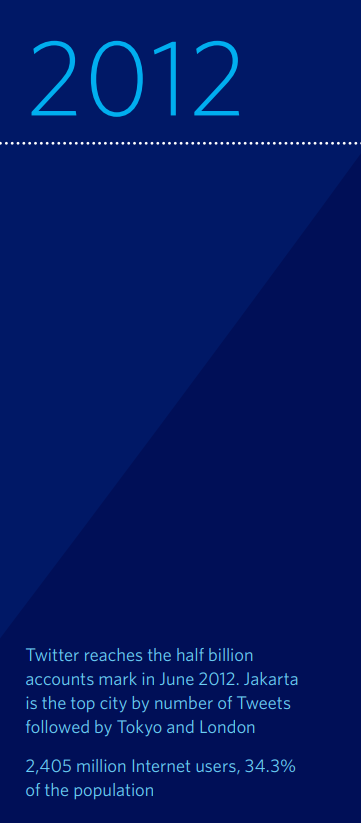 2012
Twitter reaches the half billion
accounts mark in June 2012. Jakarta
is the top city by number of Tweets
followed by Tokyo and London
2,405 million Internet users, 34.3%
of the population